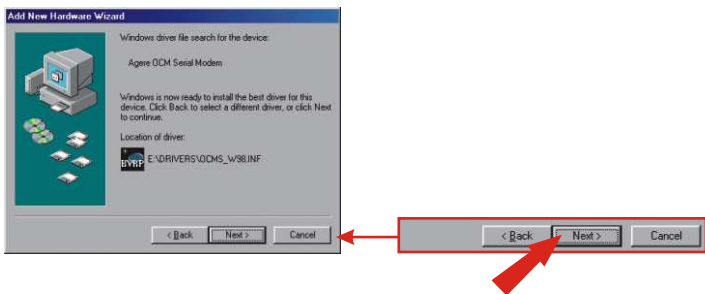 Add New Hardware Wizard
Windows driver file search for the device:
Agere OCM Serial Modem
Windows is now ready to install the best driver for this
device. Click Back to select a different driver, or click Next
to continue.
Location of driver:
BVRP E:\DRIVERS\OCMS_W98.INF
< Back Next > Cancel
< Back Next > Cancel